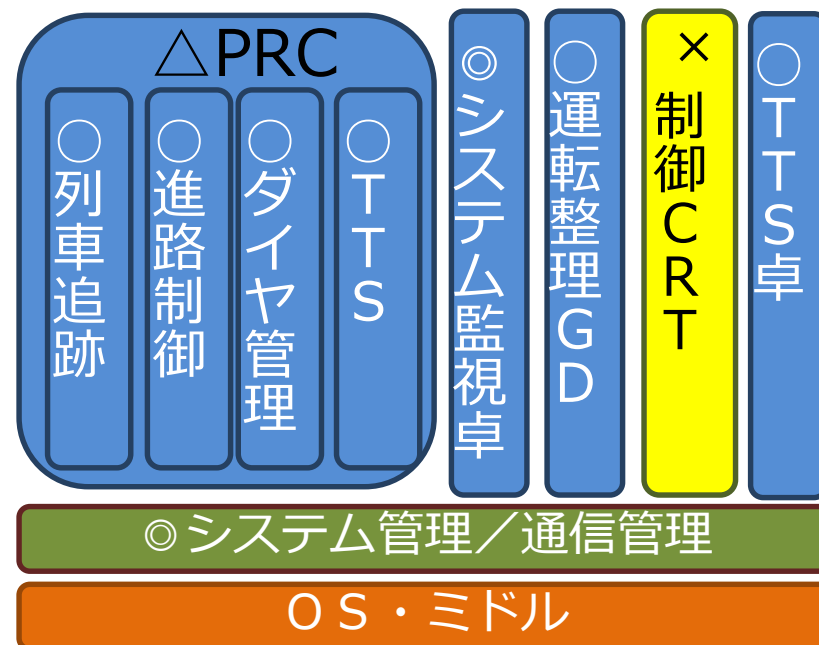 △PRC
○列車追跡
○進路制御
○ダイヤ管理
○TTS
◎システム監視卓
○運転整理GD
×制御CRT
○TTS卓
◎システム管理／通信管理
OS・ミドル